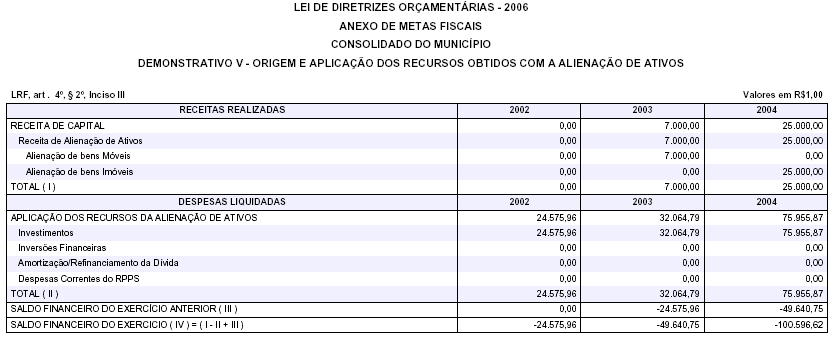 LEI DE DIRETRIZES ORÇAMENTÁRIAS - 2006
ANEXO DE METAS FISCAIS
CONSOLIDADO DO MUNICÍPIO
DEMONSTRATIVO V - ORIGEM E APLICAÇÃO DOS RECURSOS OBTIDOS COM A ALIENAÇÃO DE ATIVOS
LRF, art . 4º, § 2º, Inciso III Valores em R$1,00
RECEITAS REALIZADAS 2002 2003 2004
RECEITA DE CAPITAL 0,00 7.000,00 25.000,00
Receita de Alienação de Ativos 0,00 7.000,00 25.000,00
Alienação de bens Móveis 0,00 7.000,00 0,00
Alienação de bens Imóveis 0,00 0,00 25.000,00
TOTAL ( I ) 0,00 7.000,00 25.000,00
DESPESAS LIQUIDADAS 2002 2003 2004
APLICAÇÃO DOS RECURSOS DA ALIENAÇÃO DE ATIVOS 24.575,96 32.064,79 75.955,87
Investimentos 24.575,96 32.064,79 75.955,87
Inversões Financeiras 0,00 0,00 0,00
Amortização/Refinanciamento da Dívida 0,00 0,00 0,00
Despesas Correntes do RPPS 0,00 0,00 0,00
TOTAL ( II ) 24.575,96 32.064,79 75.955,87
SALDO FINANCEIRO DO EXERCÍCIO ANTERIOR ( III ) 0,00 -24.575,96 -49.640,75
SALDO FINANCEIRO DO EXERCICIO ( IV ) = ( I - II + III ) -24.575,96 -49.640,75 -100.596,62